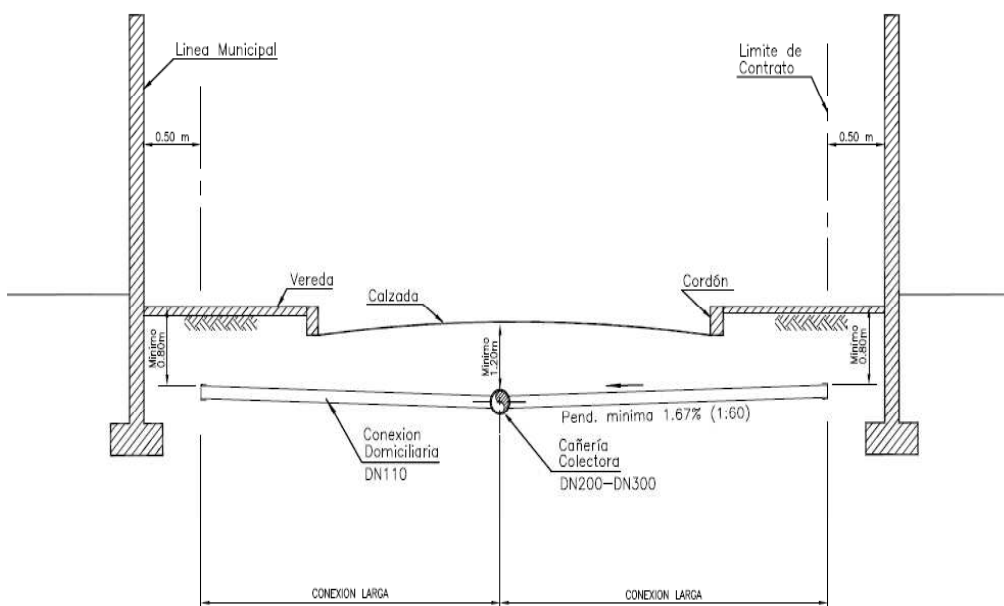 Linea Municipal
Limite de
Contrato
0.50 m
0.50 m
Vereda
Calzada
Cordón
Minimo
0.80m
Minimo
1.20m
Minimo
0.80m
Pend. minima 1.67% (1:60)
Conexion
Domiciliaria
DN110
Cañería
Colectora
DN200-DN300
CONEXION LARGA
CONEXION LARGA